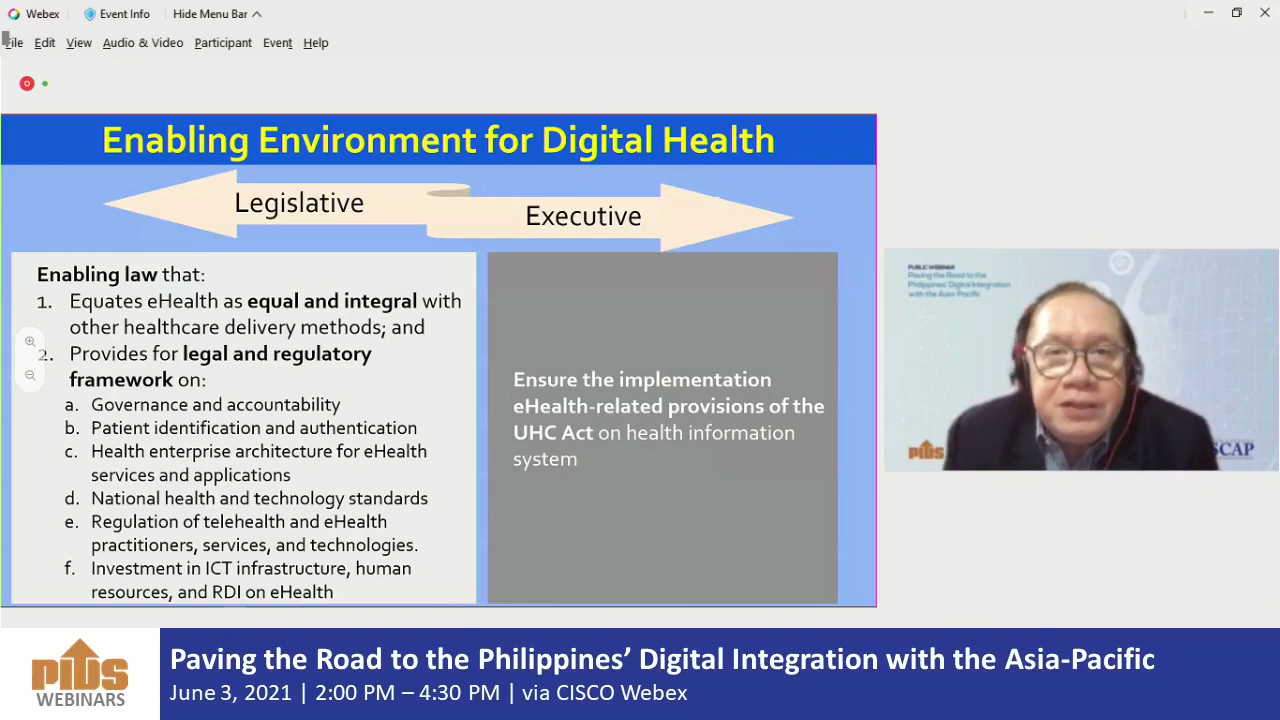 Webex
Event Info
Hide Menu Bar
File Edit View Audio & Video Participant Event Help
Enabling Environment for Digital Health
Legislative
Executive
Enabling law that:
1. Equates eHealth as equal and integral with
other healthcare delivery methods; and
2. Provides for legal and regulatory
framework on:
a. Governance and accountability
b. Patient identification and authentication
c. Health enterprise architecture for eHealth
services and applications
d. National health and technology standards
e. Regulation of telehealth and eHealth
practitioners, services, and technologies.
f. Investment in ICT infrastructure, human
resources, and RDI on eHealth
Ensure the implementation
eHealth-related provisions of the
UHC Act on health information
system
PUBLIC WEBINAR
Paving the Road to the
Philippines' Digital Integration
with the Asia-Pacific
PIDS
SCAP
PIDS
WEBINARS
Paving the Road to the Philippines’ Digital Integration with the Asia-Pacific
June 3, 2021 | 2:00 PM – 4:30 PM | via CISCO Webex